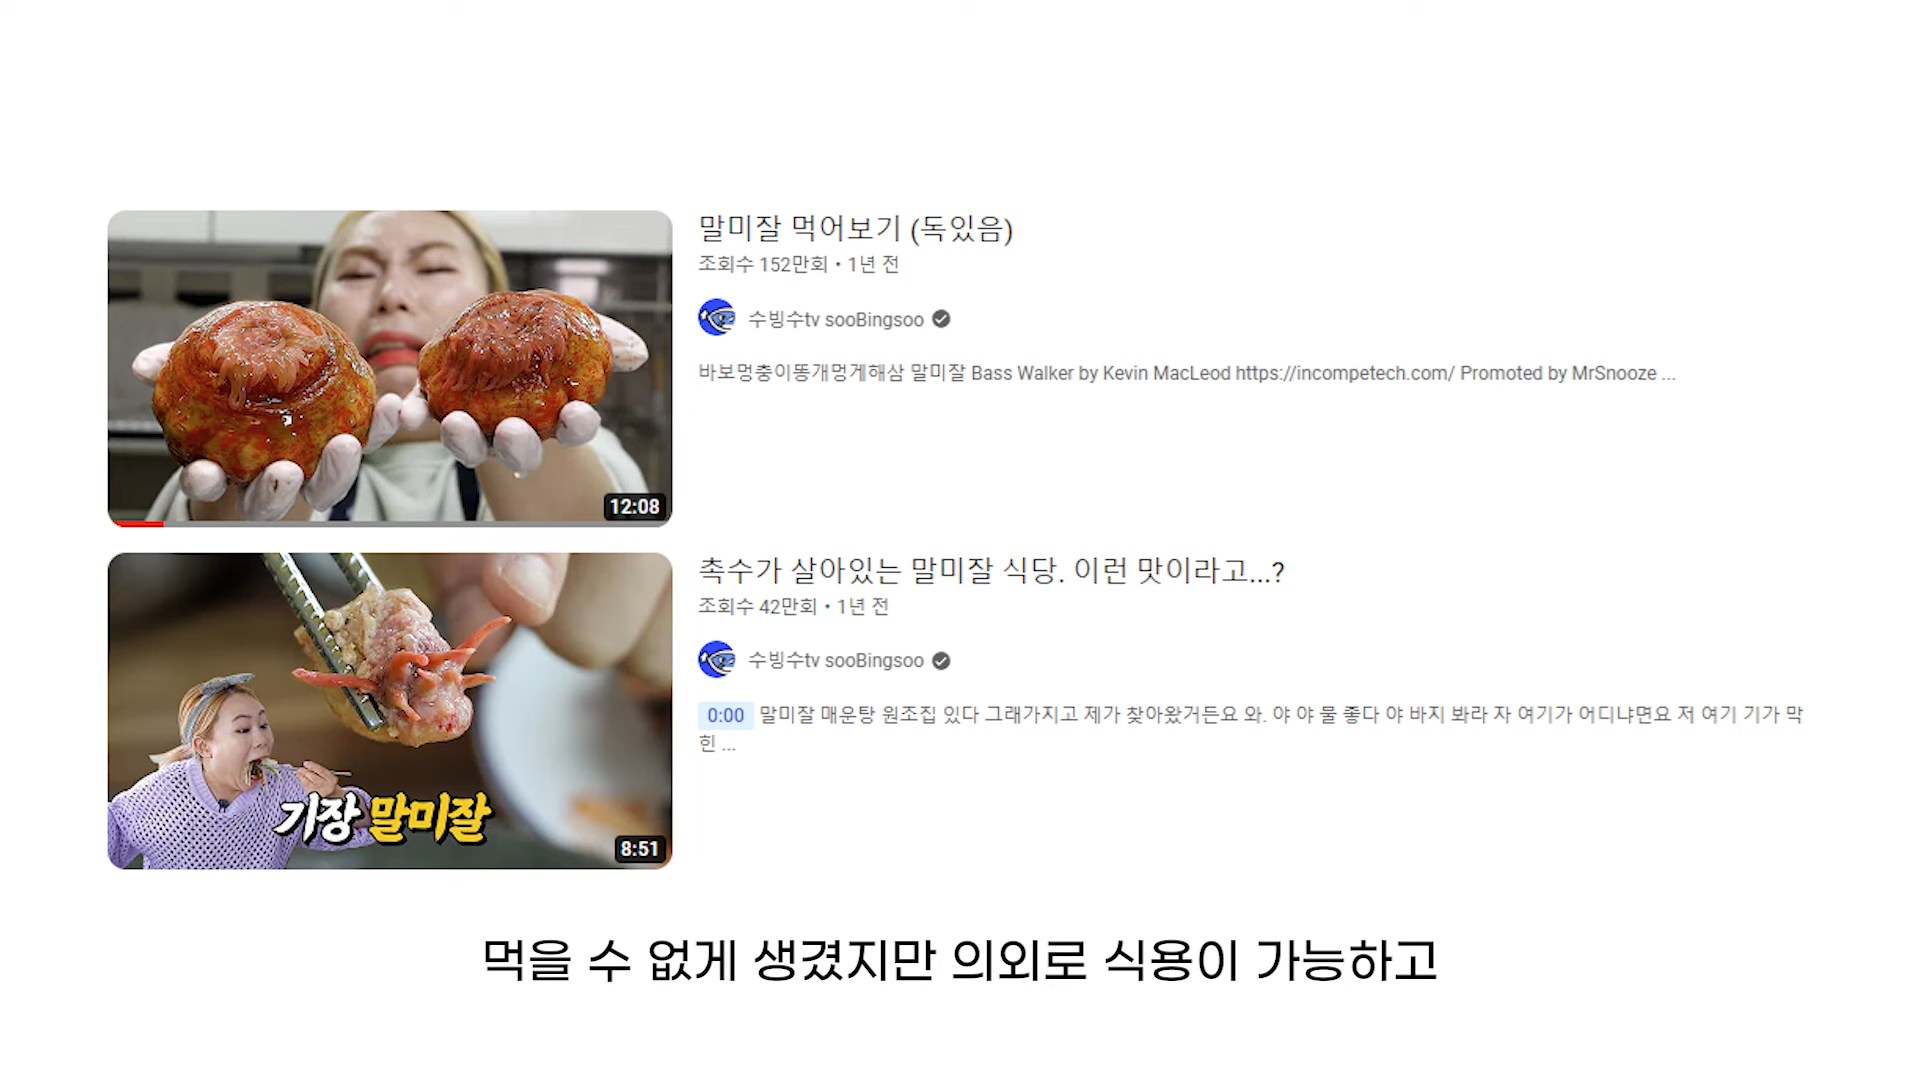 말미잘 먹어보기 (독있음)
조회수 152만회 • 1년 전
수빙수tv sooBingsoo
바보멍충이똥개멍게해삼 말미잘 Bass Walker by Kevin MacLeod https://incompetech.com/ Promoted by MrSnooze ...
12:08
촉수가 살아있는 말미잘 식당. 이런 맛이라고...?
조회수 42만회 • 1년 전
수빙수tv sooBingsoo
0:00 말미잘 매운탕 원조집 있다 그래가지고 제가 찾아왔거든요 와. 야 야 물 좋다 야 바지 봐라 자 여기가 어디냐면요 저 여기 기가 막
힌 ...
기장 말미잘
8:51
먹을 수 없게 생겼지만 의외로 식용이 가능하고